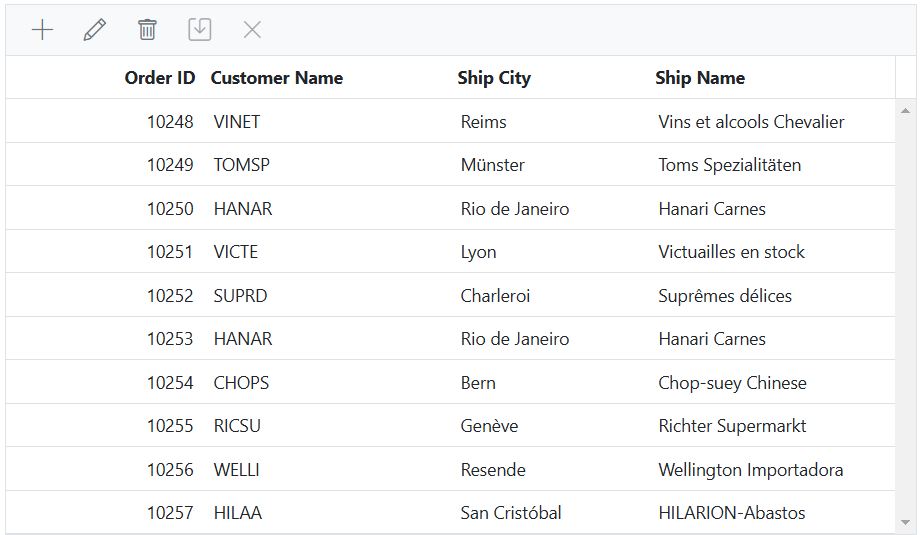 Order ID Customer Name Ship City Ship Name
10248 VINET Reims Vins et alcools Chevalier
10249 TOMSP Münster Toms Spezialitäten
10250 HANAR Rio de Janeiro Hanari Carnes
10251 VICTE Lyon Victuailles en stock
10252 SUPRD Charleroi Suprêmes délices
10253 HANAR Rio de Janeiro Hanari Carnes
10254 CHOPS Bern Chop-suey Chinese
10255 RICSU Genève Richter Supermarkt
10256 WELLI Resende Wellington Importadora
10257 HILAA San Cristóbal HILARION-Abastos